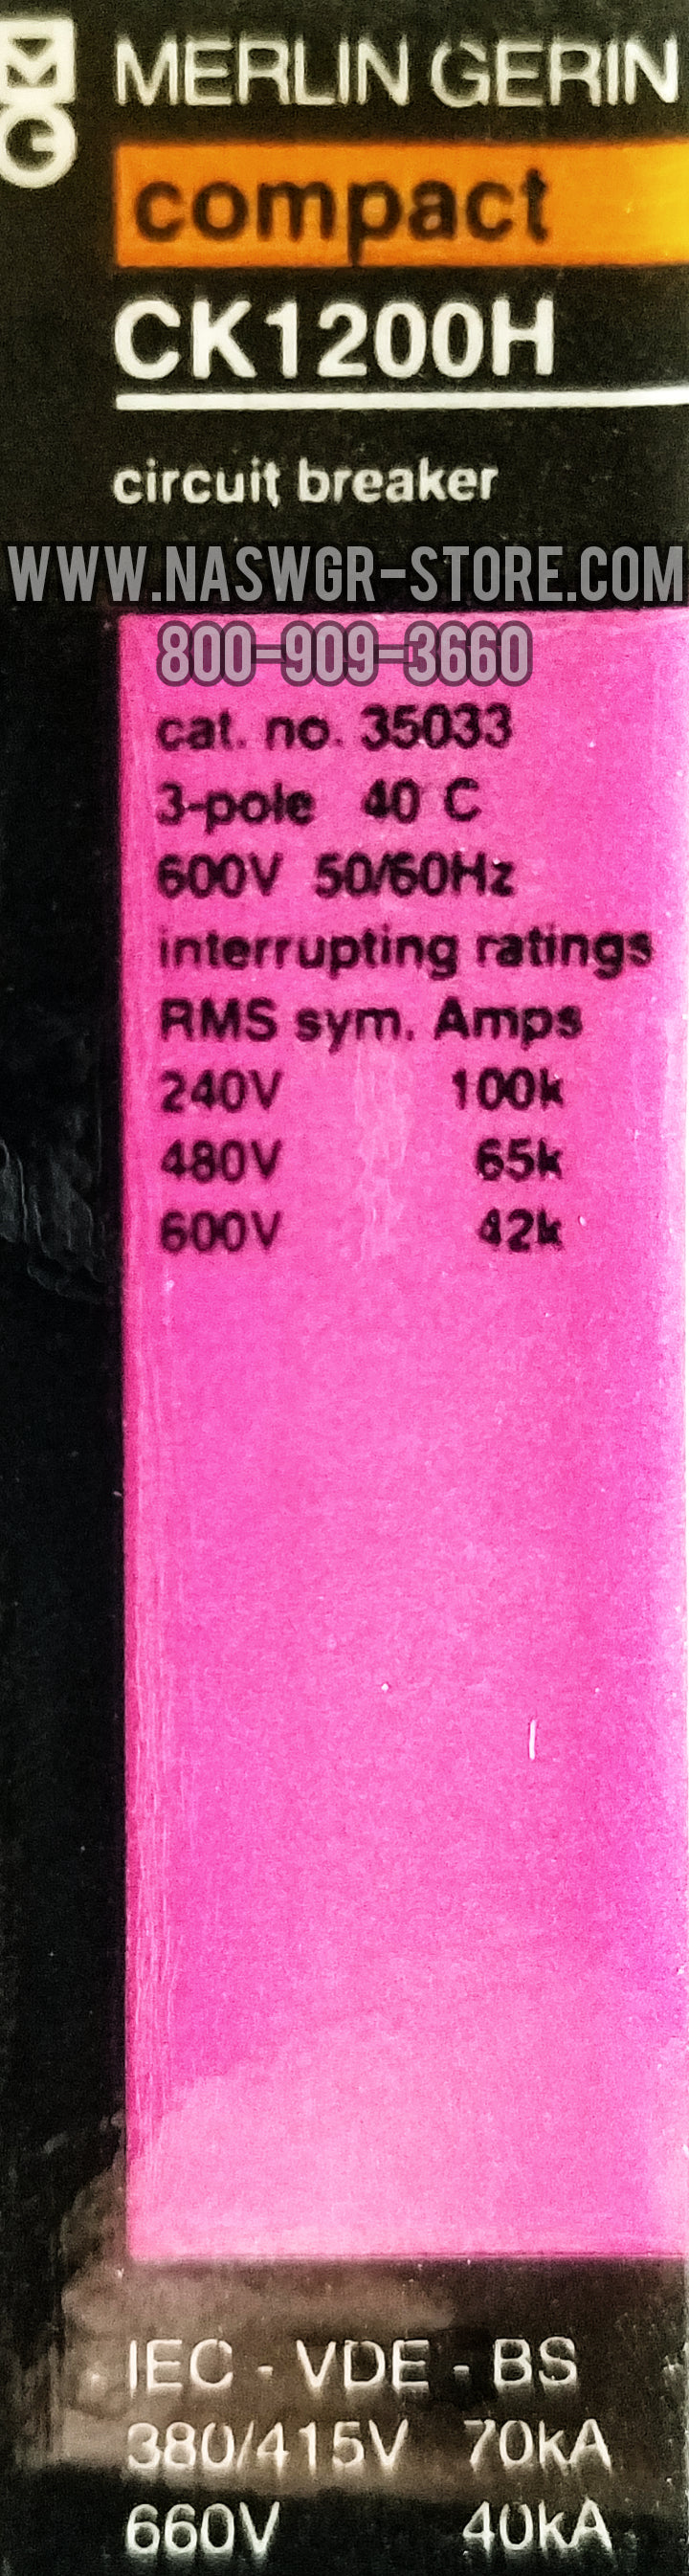 MERLIN GERIN
compact
CK1200H
circuit breaker
WWW.NASWGR-STORE.COM
800-909-3660
cat. no. 35033
3-pole 40 C
600V 50/60Hz
interrupting ratings
RMS sym. Amps
240V 100k
480V 65k
600V 42k
IEC - VDE - BS
380/415V 70kA
660V 40kA